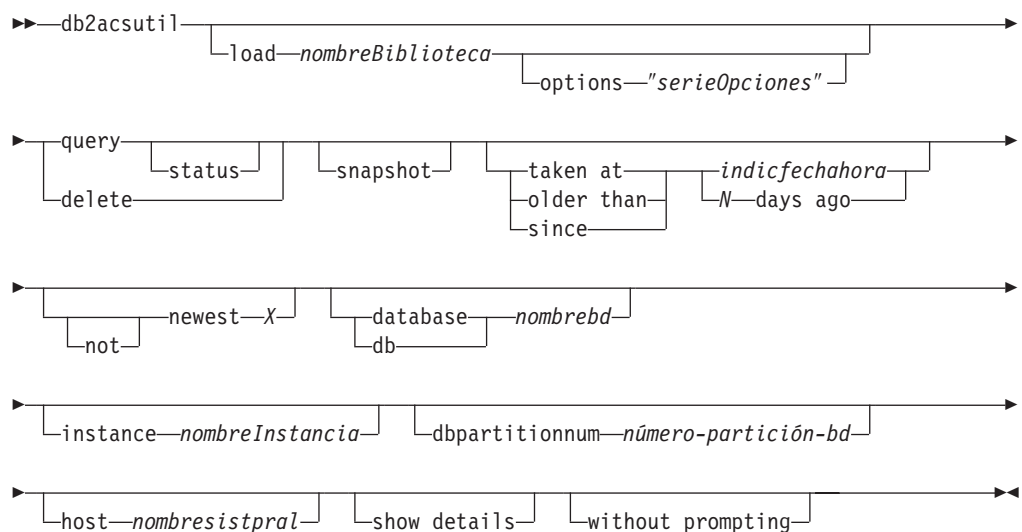 db2acsutil
load nombreBiblioteca
options "serieOpciones"
query
status
delete
snapshot
taken at
older than
since
indicfechahora
N days ago
not
newest X
database
db
nombrebd
instance nombreInstancia
dbpartitionnum número-partición-bd
host nombresistpral
show details
without prompting